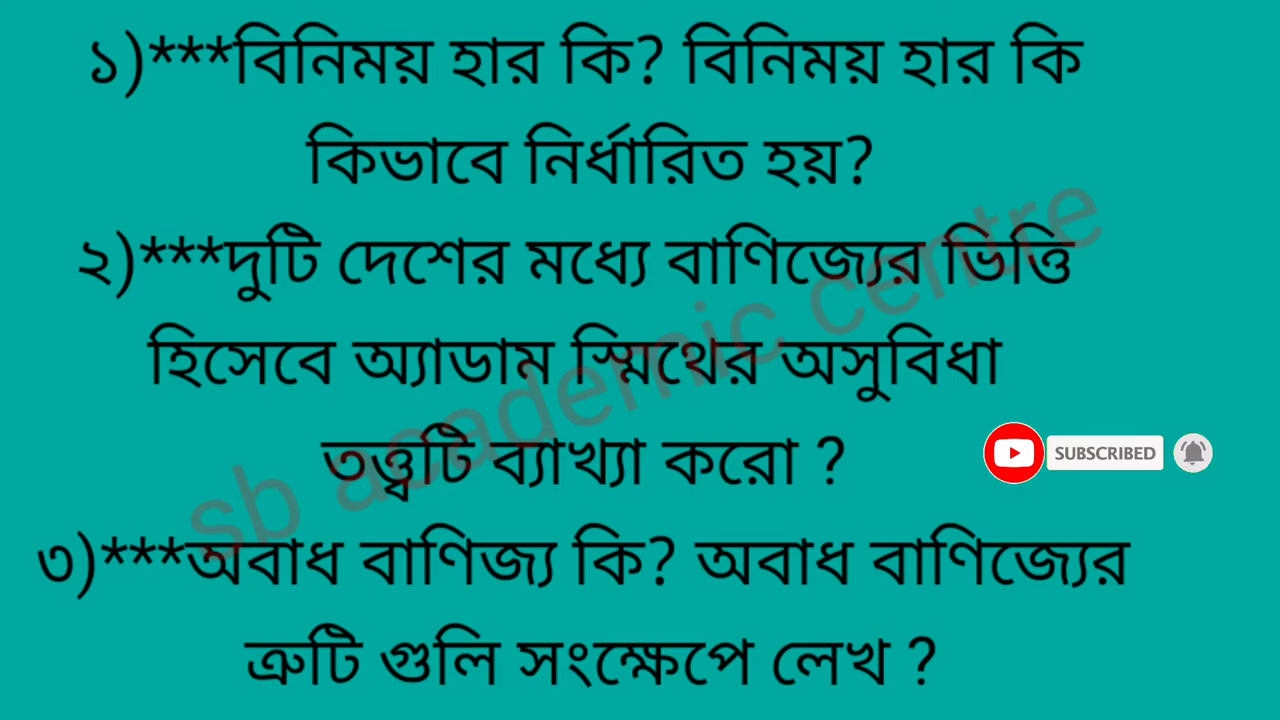 ১)***বিনিময় হার কি? বিনিময় হার কি
কিভাবে নির্ধারিত হয়?
২)***দুটি দেশের মধ্যে বাণিজ্যের ভিত্তি
হিসেবে অ্যাডাম স্মিথের অসুবিধা
তত্ত্বটি ব্যাখ্যা করো ?
SUBSCRIBED
৩)***অবাধ বাণিজ্য কি? অবাধ বাণিজ্যের
ত্রুটি গুলি সংক্ষেপে লেখ ?
sb academic centre